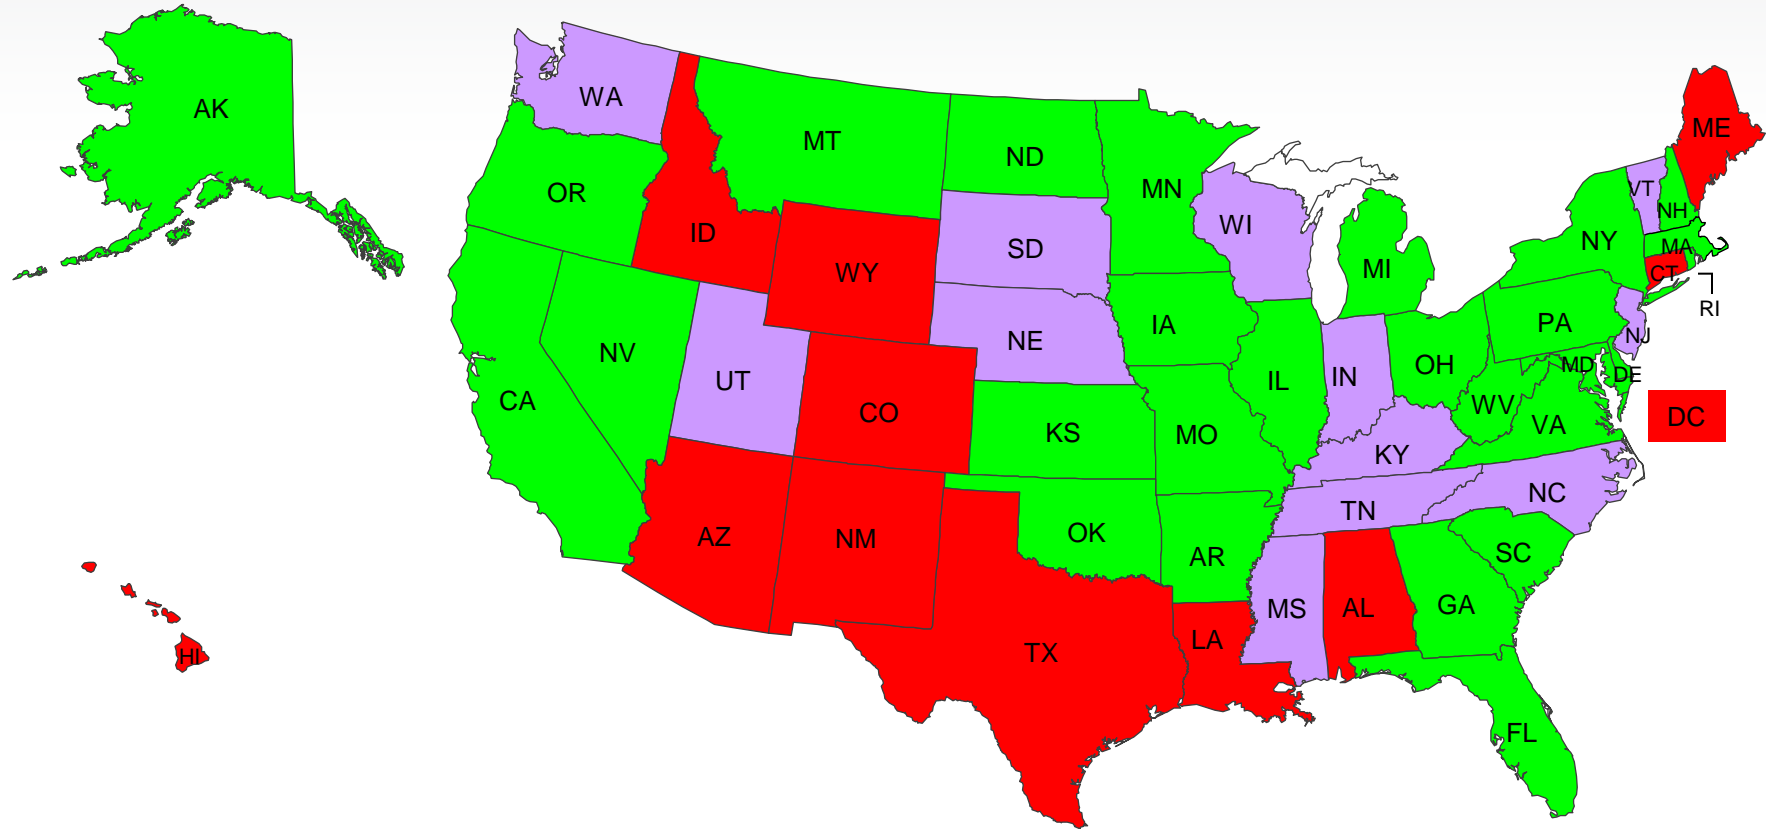 AK
WA
MT
ND
MN
ME
OR
ID
SD
WI
VT
NH
NY
MA
WY
MI
CT
RI
NV
NE
IA
PA
NJ
UT
IL
IN
OH
MD
DE
CA
CO
KS
MO
WV
VA
DC
KY
NC
TN
AZ
NM
OK
AR
SC
MS
AL
GA
HI
TX
LA
FL